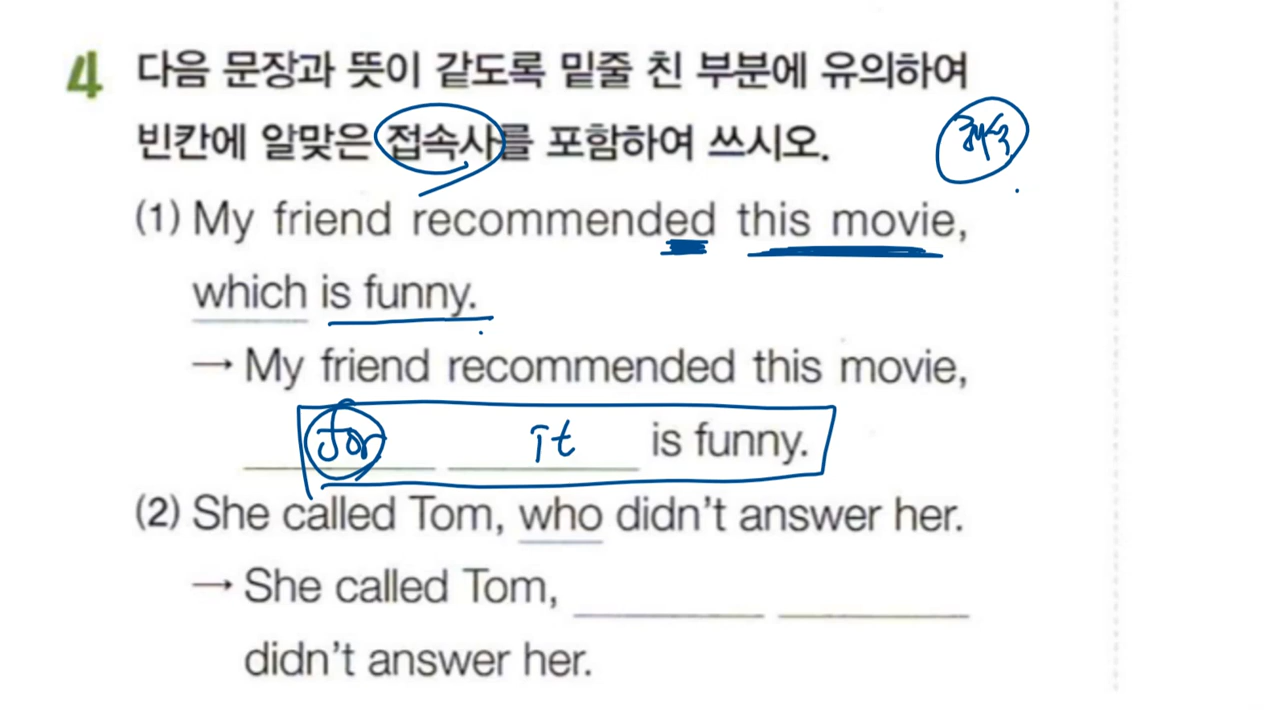 4 다음 문장과 뜻이 같도록 밑줄 친 부분에 유의하여
빈칸에 알맞은 접속사를 포함하여 쓰시오.
(1) My friend recommended this movie,
which is funny.
→ My friend recommended this movie,
for it is funny.
(2) She called Tom, who didn't answer her.
→ She called Tom, ______ ______
didn't answer her.